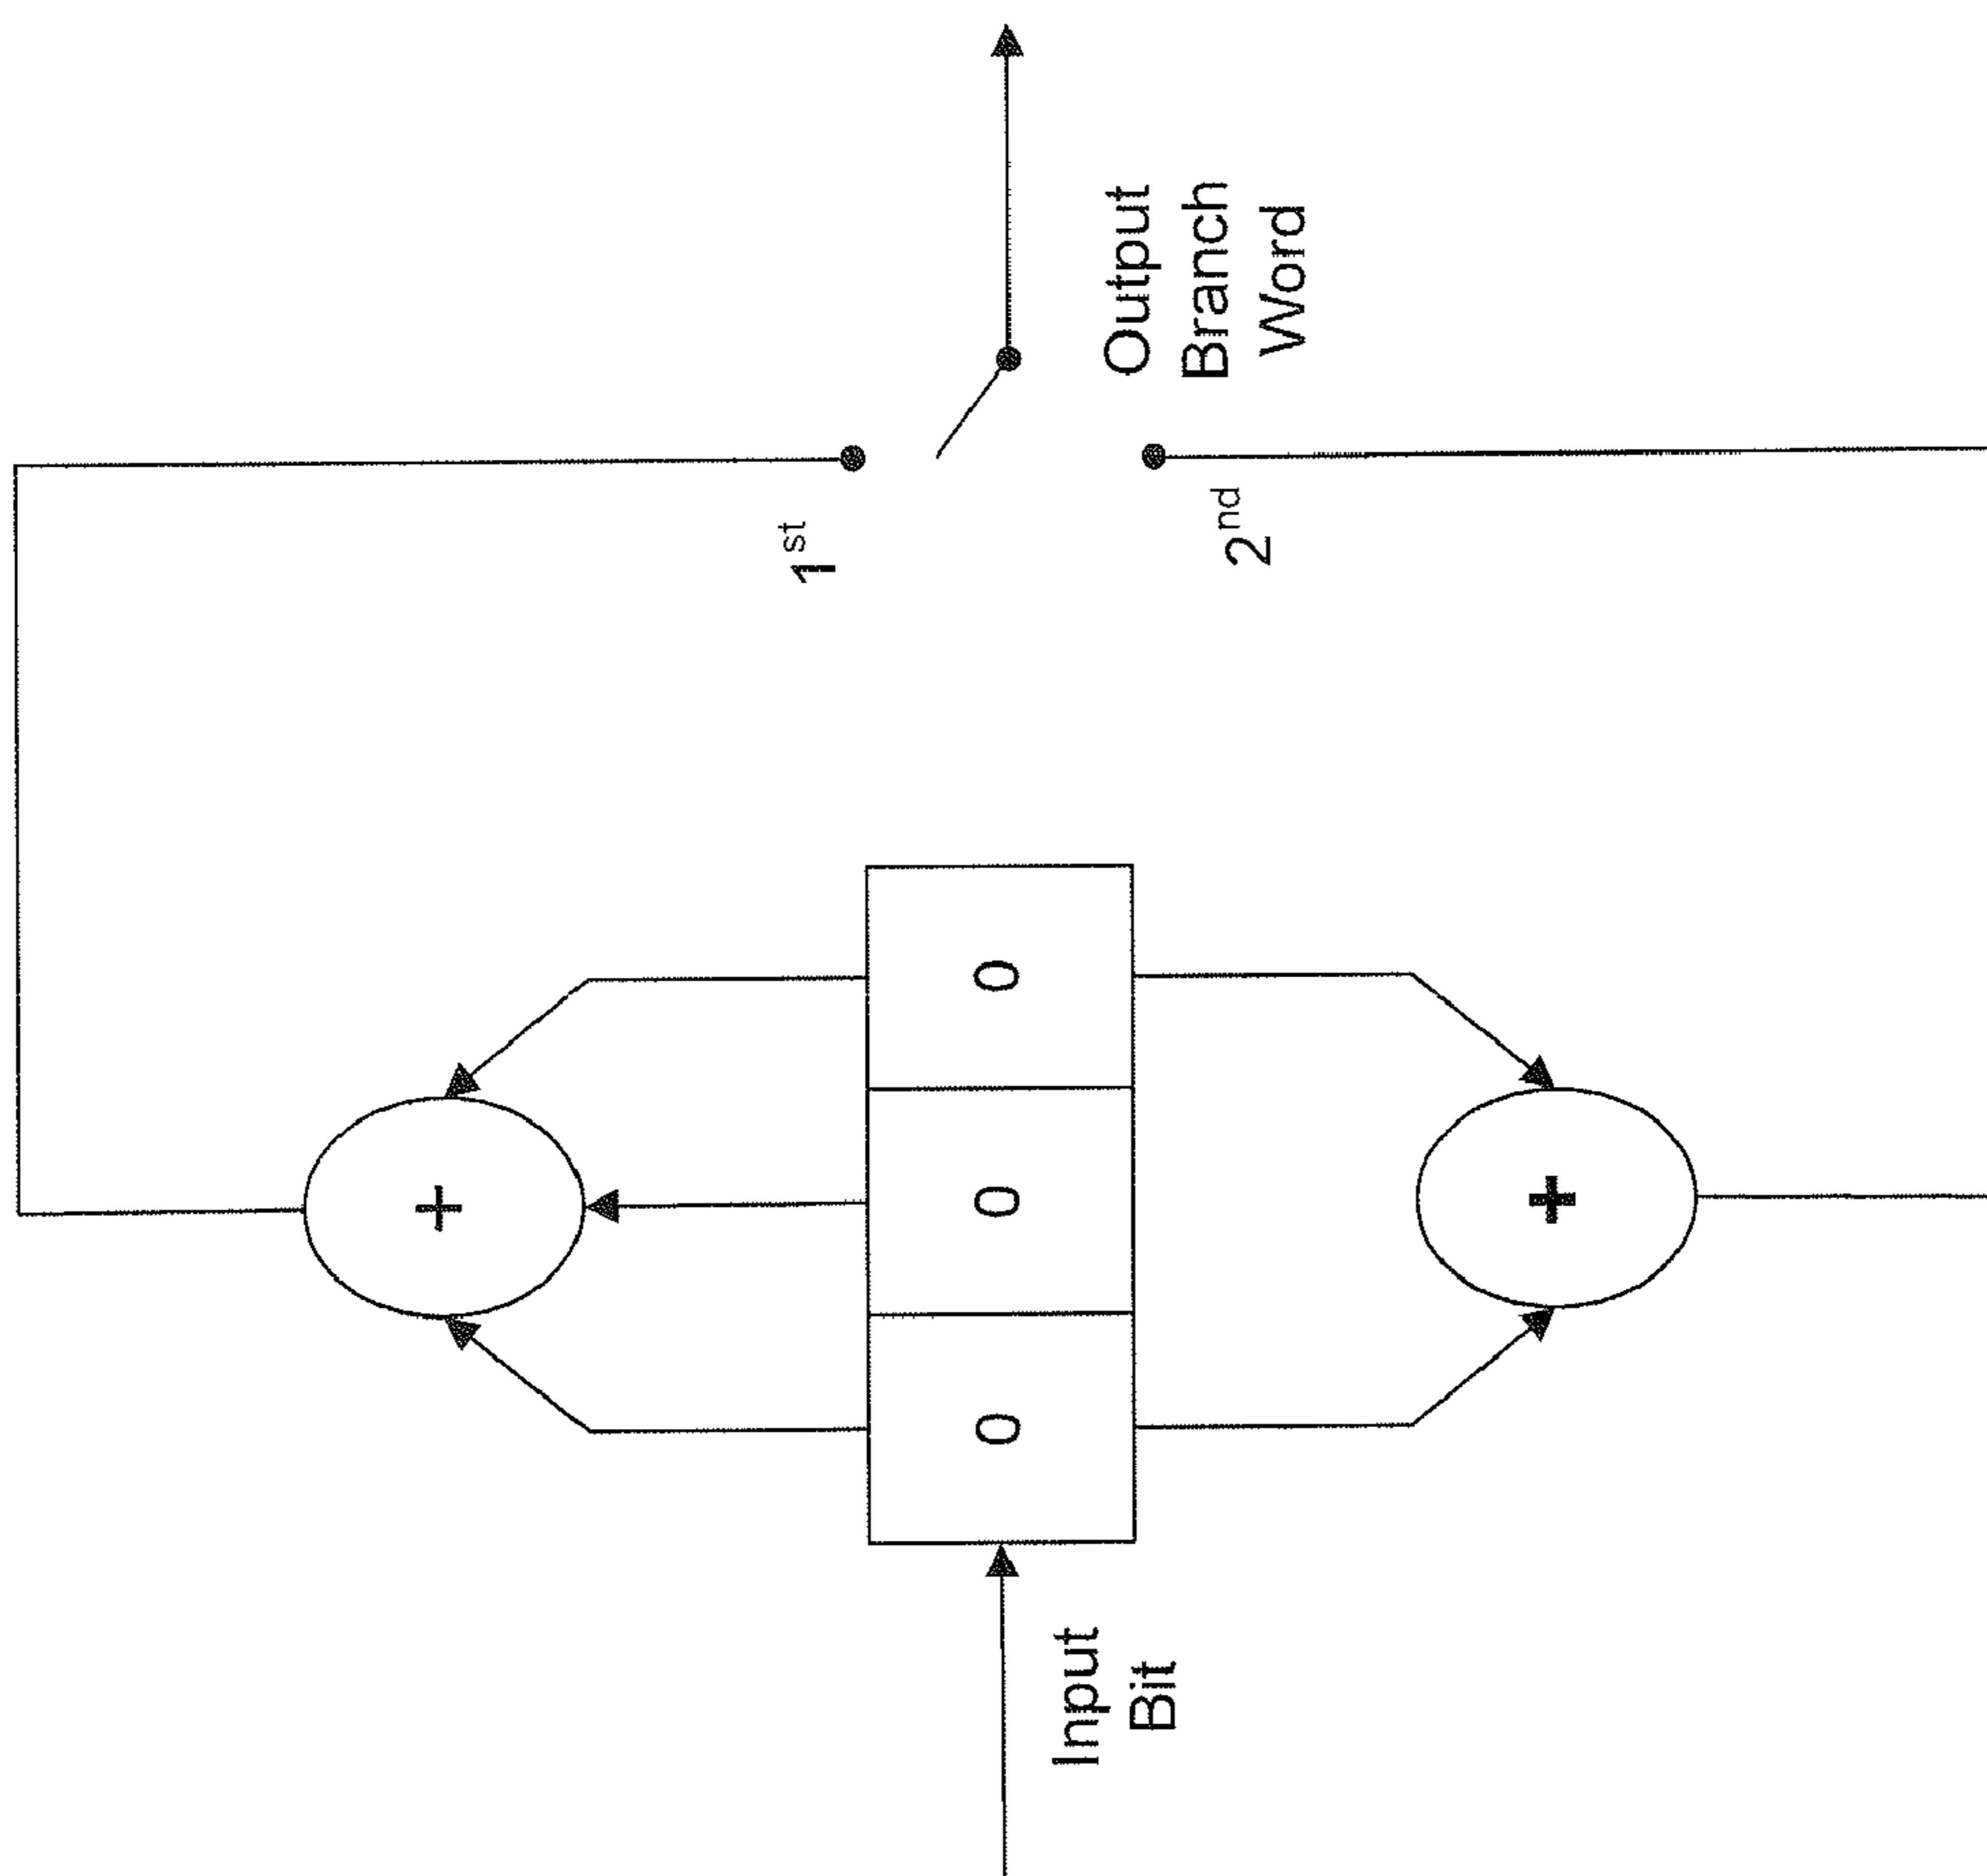 Input
Bit
0
0
0
+
+
1st
2nd
Output
Branch
Word